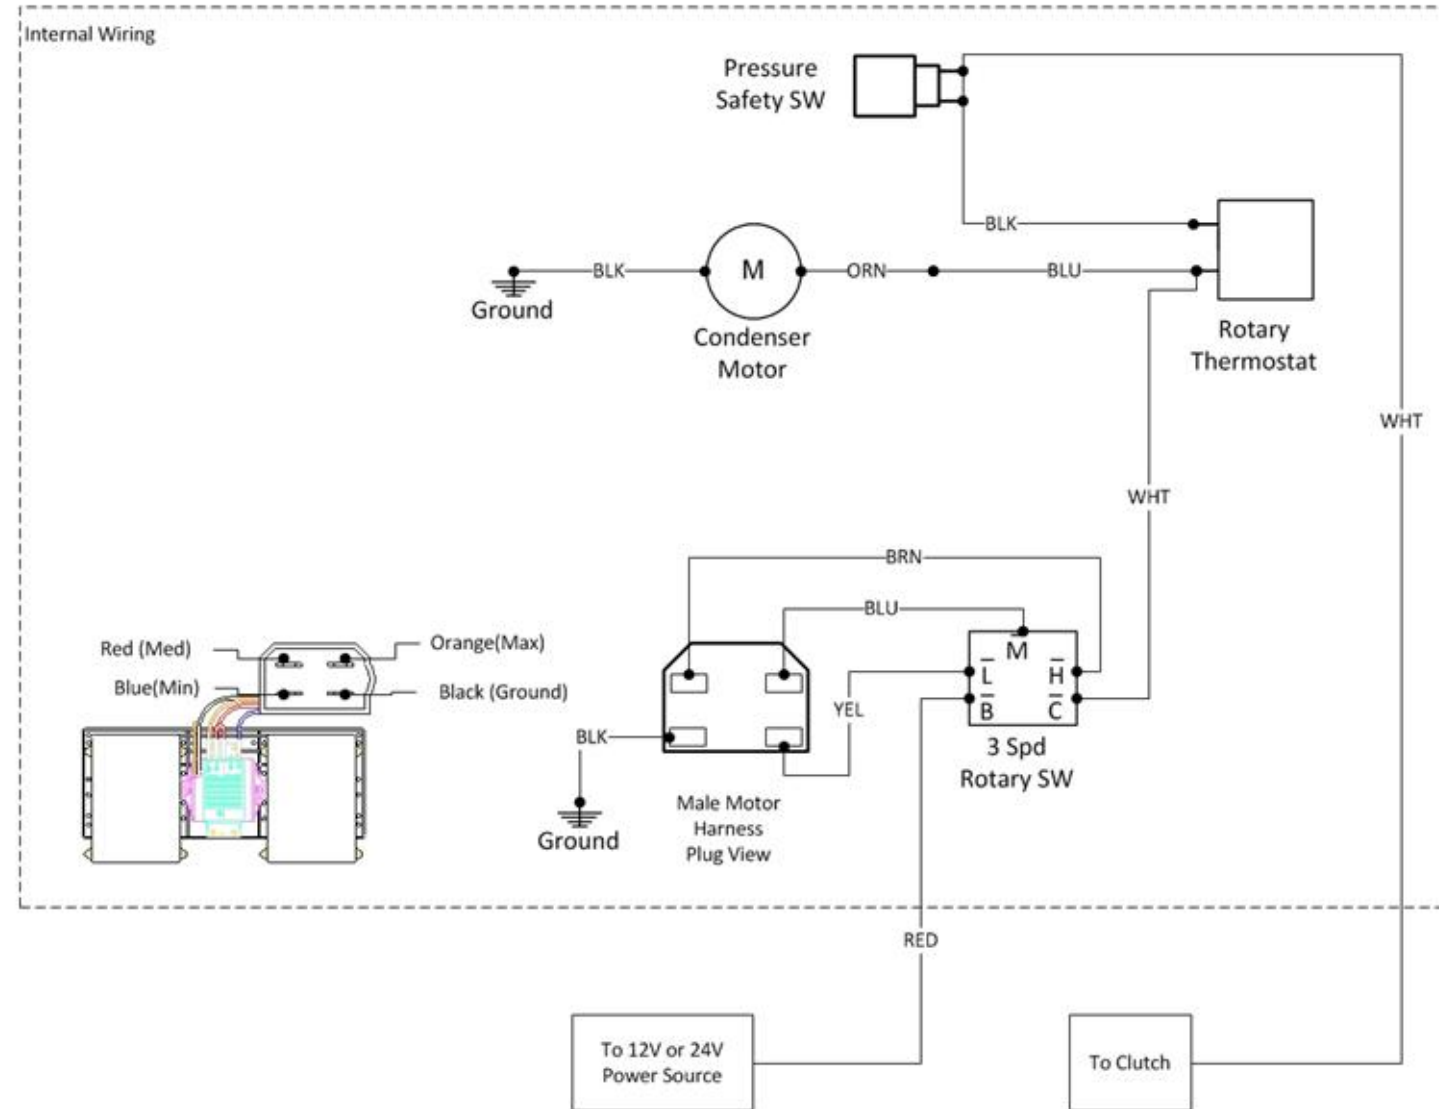 Internal Wiring
Pressure
Safety SW
BLK
BLK
M
ORN
BLU
Ground
Condenser
Motor
Rotary
Thermostat
WHT
WHT
BRN
BLU
Red (Med)
Orange(Max)
Blue(Min)
Black (Ground)
M
L
H
B
C
YEL
BLK
3 Spd
Rotary SW
Male Motor
Harness
Plug View
Ground
RED
To 12V or 24V
Power Source
To Clutch